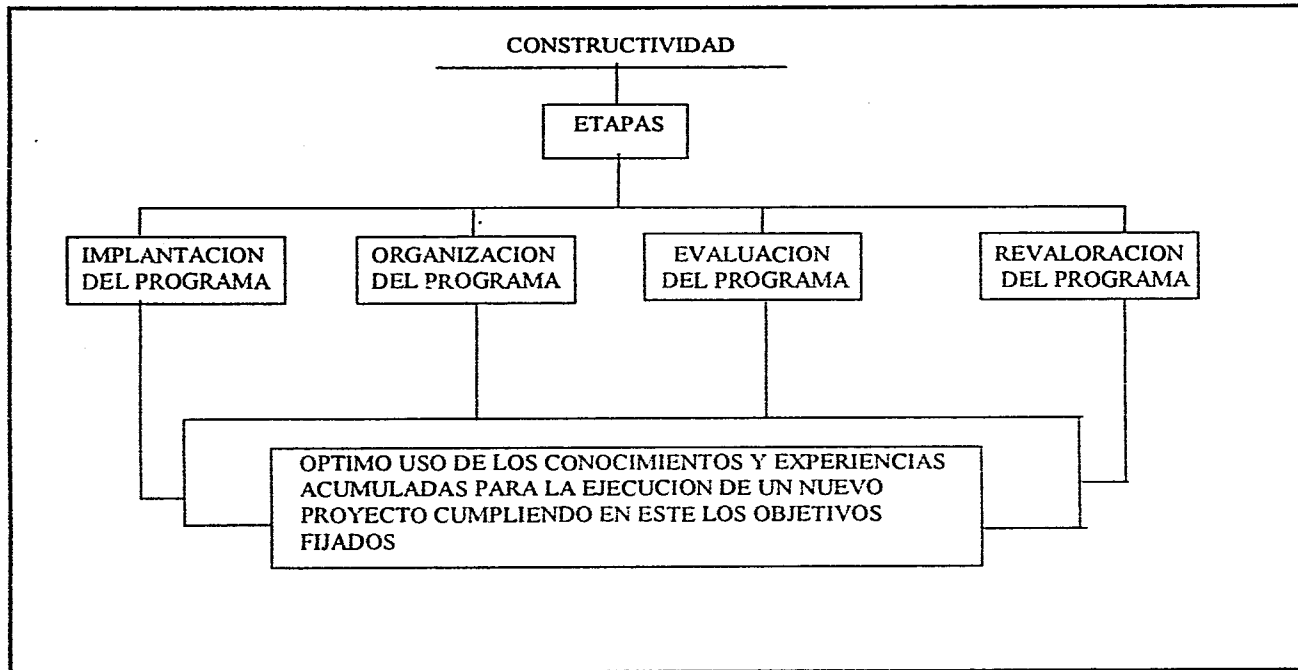 CONSTRUCTIVIDAD
ETAPAS
IMPLANTACION
DEL PROGRAMA
ORGANIZACION
DEL PROGRAMA
EVALUACION
DEL PROGRAMA
REVALORACION
DEL PROGRAMA
OPTIMO USO DE LOS CONOCIMIENTOS Y EXPERIENCIAS
ACUMULADAS PARA LA EJECUCION DE UN NUEVO
PROYECTO CUMPLIENDO EN ESTE LOS OBJETIVOS
FIJADOS